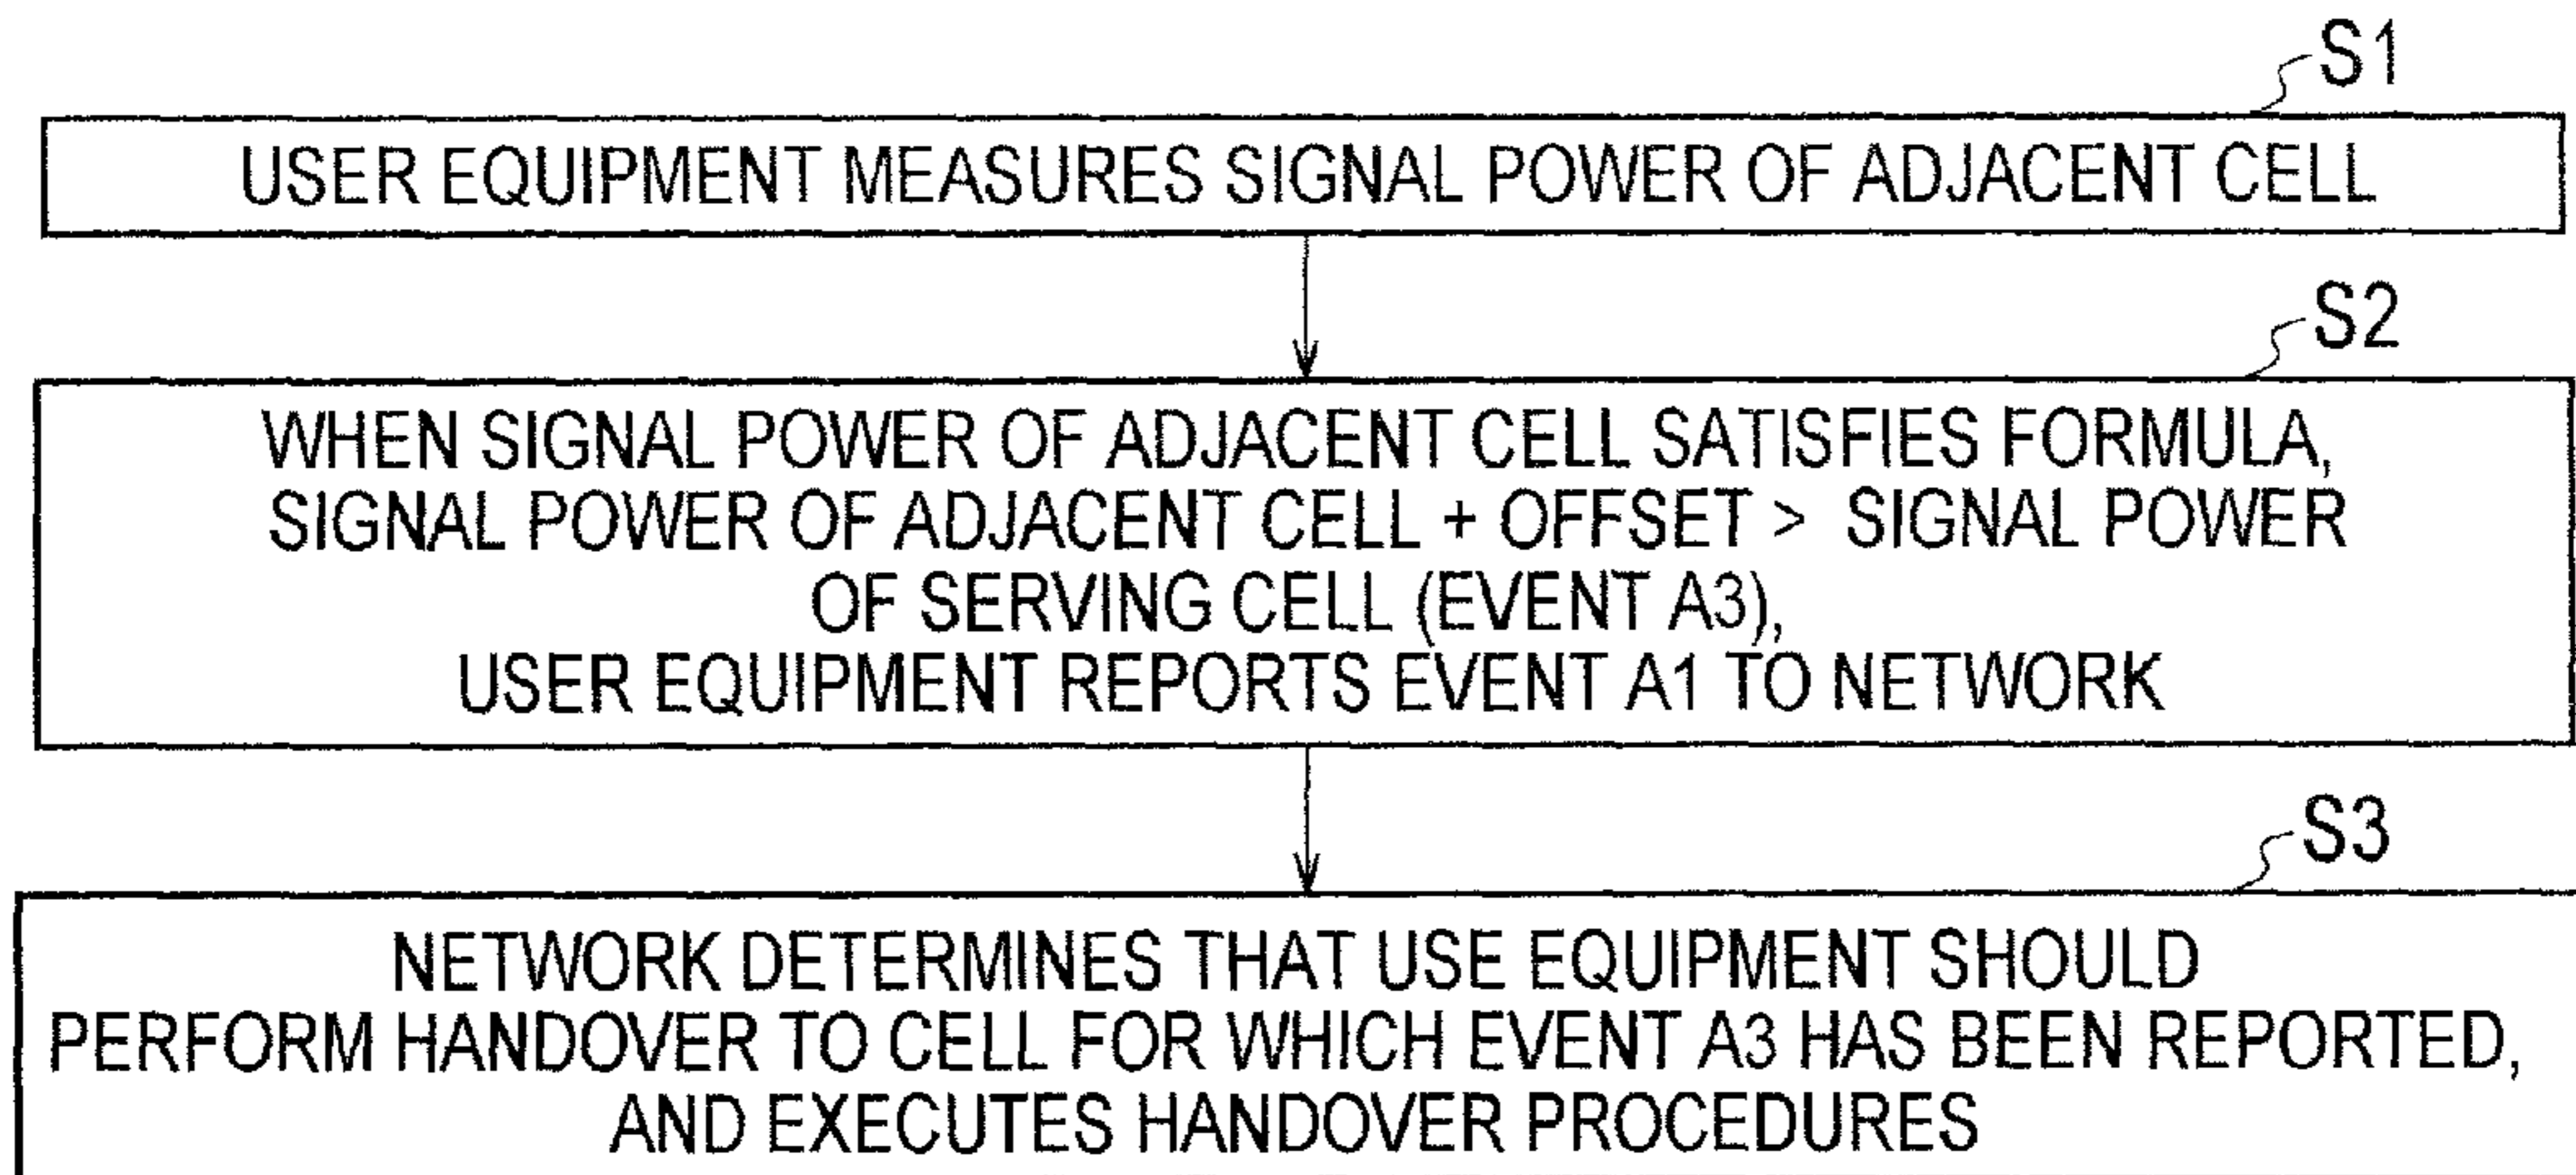 S1
USER EQUIPMENT MEASURES SIGNAL POWER OF ADJACENT CELL
S2
WHEN SIGNAL POWER OF ADJACENT CELL SATISFIES FORMULA,
SIGNAL POWER OF ADJACENT CELL + OFFSET > SIGNAL POWER
OF SERVING CELL (EVENT A3),
USER EQUIPMENT REPORTS EVENT A1 TO NETWORK
S3
NETWORK DETERMINES THAT USE EQUIPMENT SHOULD
PERFORM HANDOVER TO CELL FOR WHICH EVENT A3 HAS BEEN REPORTED,
AND EXECUTES HANDOVER PROCEDURES